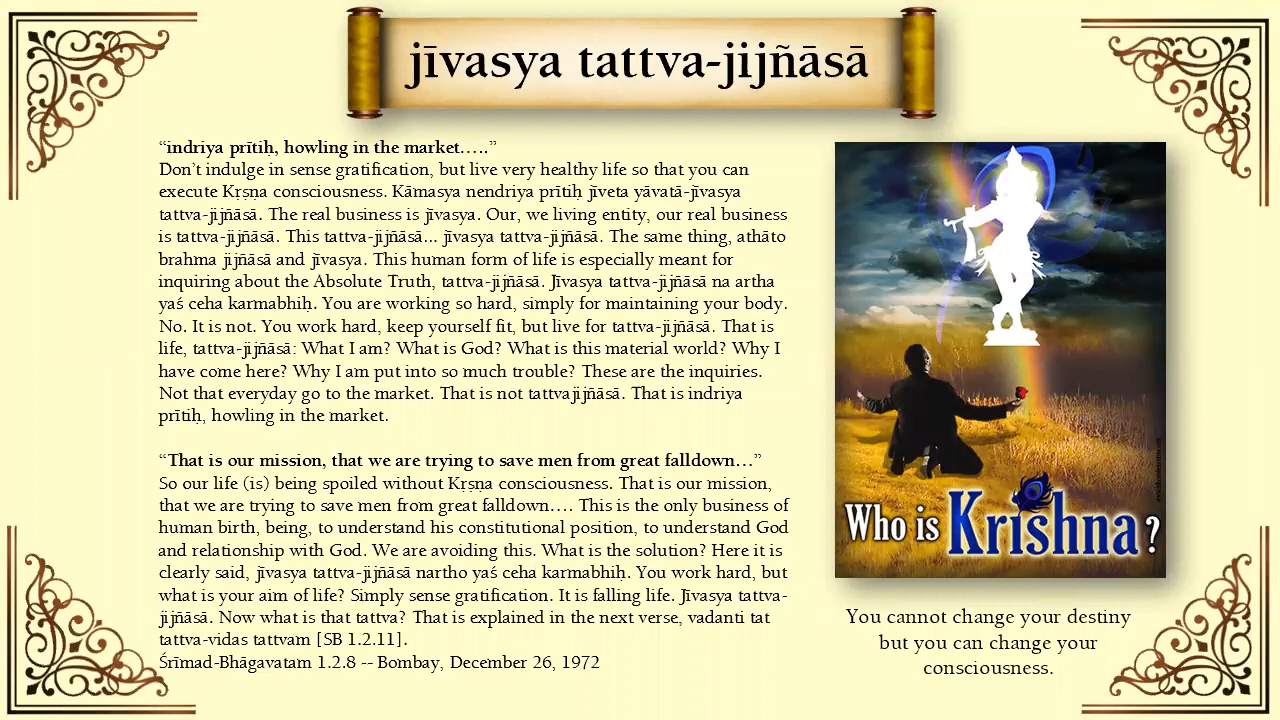 jīvasya tattva-jijñāsā
“indriya prītiḥ, howling in the market…..”
Don’t indulge in sense gratification, but live very healthy life so that you can
execute Kṛṣṇa consciousness. Kāmasya nendriya prītiḥ jīveta yāvatā-jīvasya
tattva-jijñāsā. The real business is jīvasya. Our, we living entity, our real business
is tattva-jijñāsā. This tattva-jijñāsā... jīvasya tattva-jijñāsā. The same thing, athāto
brahma jijñāsā and jīvasya. This human form of life is especially meant for
inquiring about the Absolute Truth, tattva-jijñāsā. Jīvasya tattva-jijñāsā na artha
yaś ceha karmabhiḥ. You are working so hard, simply for maintaining your body.
No. It is not. You work hard, keep yourself fit, but live for tattva-jijñāsā. That is
life, tattva-jijñāsā: What I am? What is God? What is this material world? Why I
have come here? Why I am put into so much trouble? These are the inquiries.
Not that everyday go to the market. That is not tattvajijñāsā. That is indriya
prītiḥ, howling in the market.
“That is our mission, that we are trying to save men from great falldown…”
So our life (is) being spoiled without Kṛṣṇa consciousness. That is our mission,
that we are trying to save men from great falldown…. This is the only business of
human birth, being, to understand his constitutional position, to understand God
and relationship with God. We are avoiding this. What is the solution? Here it is
clearly said, jīvasya tattva-jijñāsā nartho yaś ceha karmabhiḥ. You work hard, but
what is your aim of life? Simply sense gratification. It is falling life. Jīvasya tattva-
jijñāsā. Now what is that tattva? That is explained in the next verse, vadanti tat
tattva-vidas tattvam [SB 1.2.11].
Śrīmad-Bhāgavatam 1.2.8 -- Bombay, December 26, 1972
Who is Krishna?
You cannot change your destiny
but you can change your
consciousness.